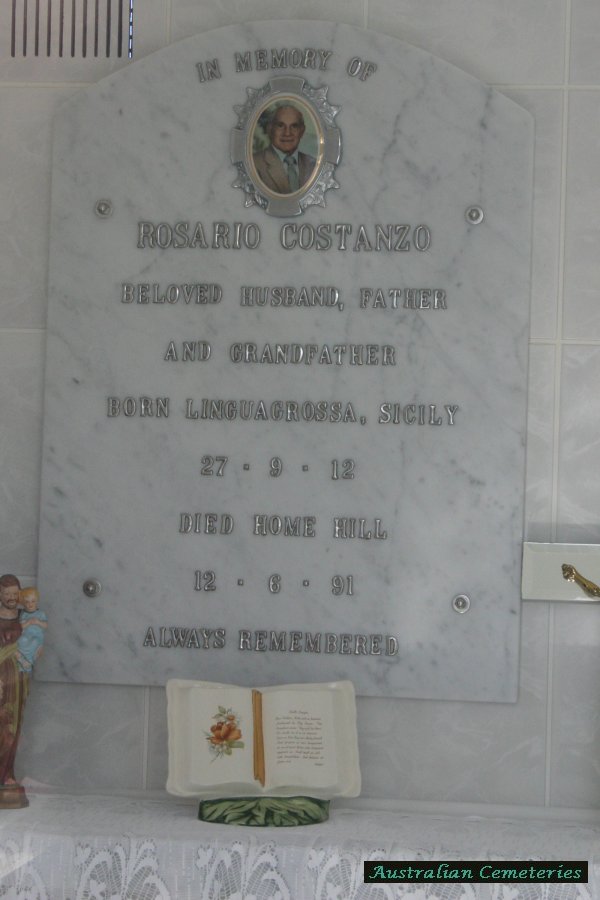 IN MEMORY OF
ROSARIO COSTANZO
BELOVED HUSBAND, FATHER
AND GRANDFATHER
BORN LINGUAGROSSA, SICILY
27 · 9 · 12
DIED HOME HILL
12 · 6 · 91
ALWAYS REMEMBERED
Australian Cemeteries